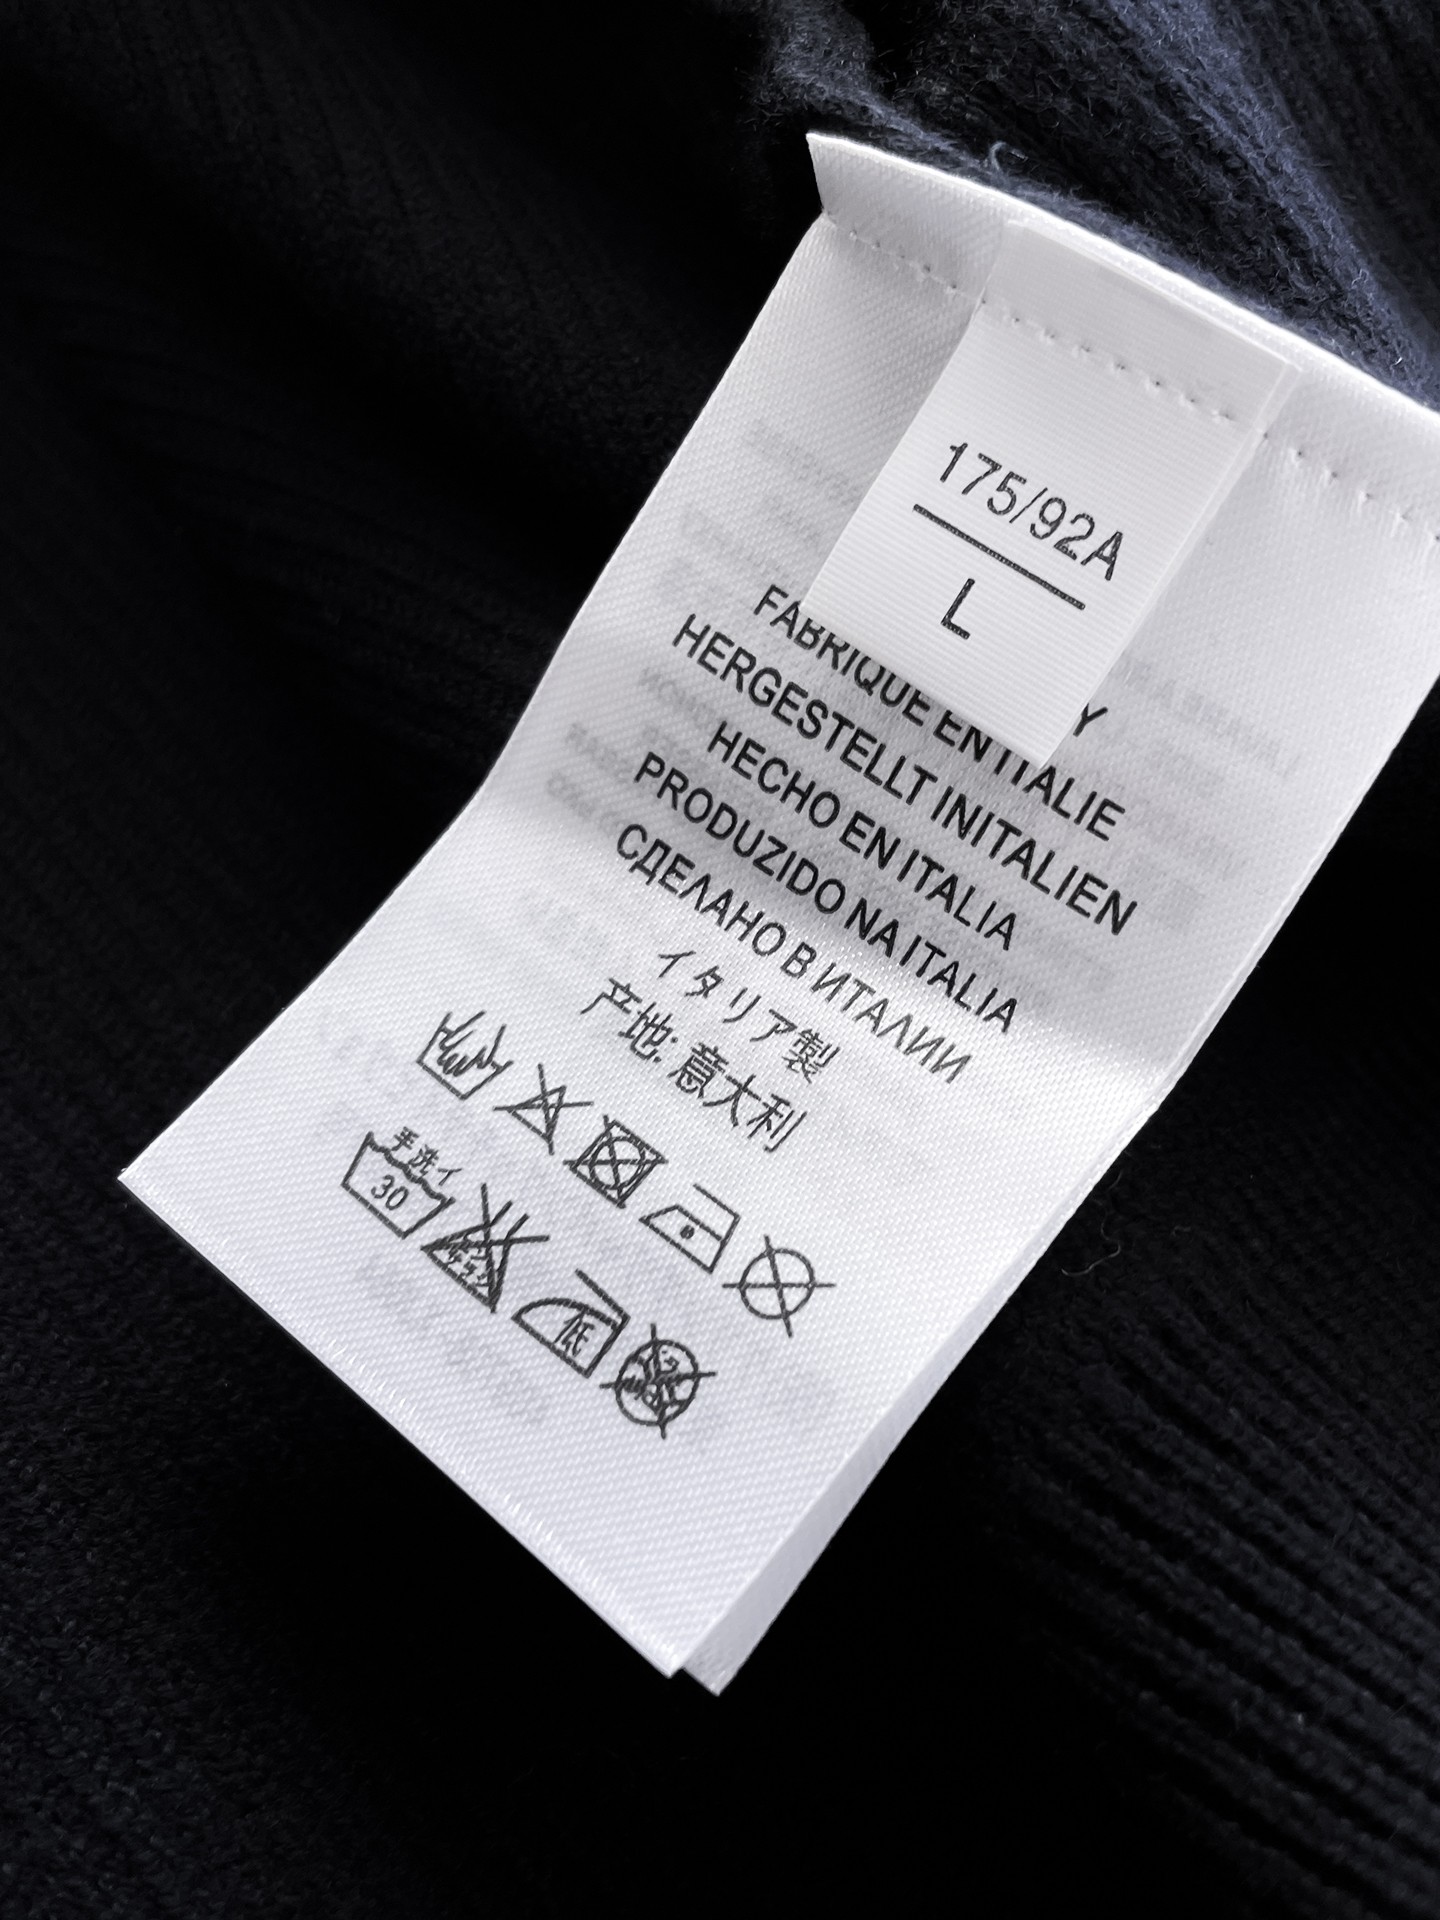 175/92A
L
Y
FABRIQUE EN ITALIE
HERGESTELLT IN ITALIEN
HECHO EN ITALIA
PRODUZIDO NA ITALIA
СДЕЛАНО В ИТАЛИИ
イタリア製
产地: 意大利
手洗イ
30
低